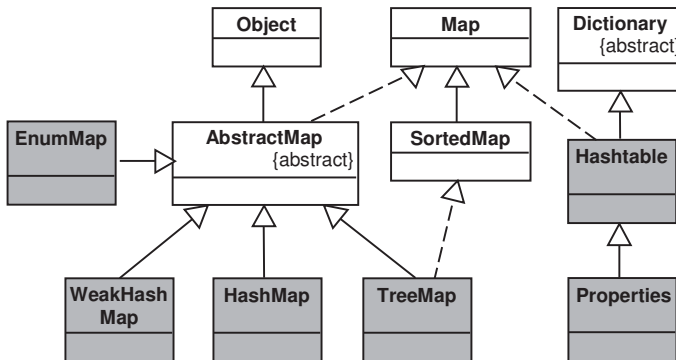 Object
Map
Dictionary
{abstract}
EnumMap
AbstractMap
{abstract}
SortedMap
Hashtable
WeakHash
Map
HashMap
TreeMap
Properties